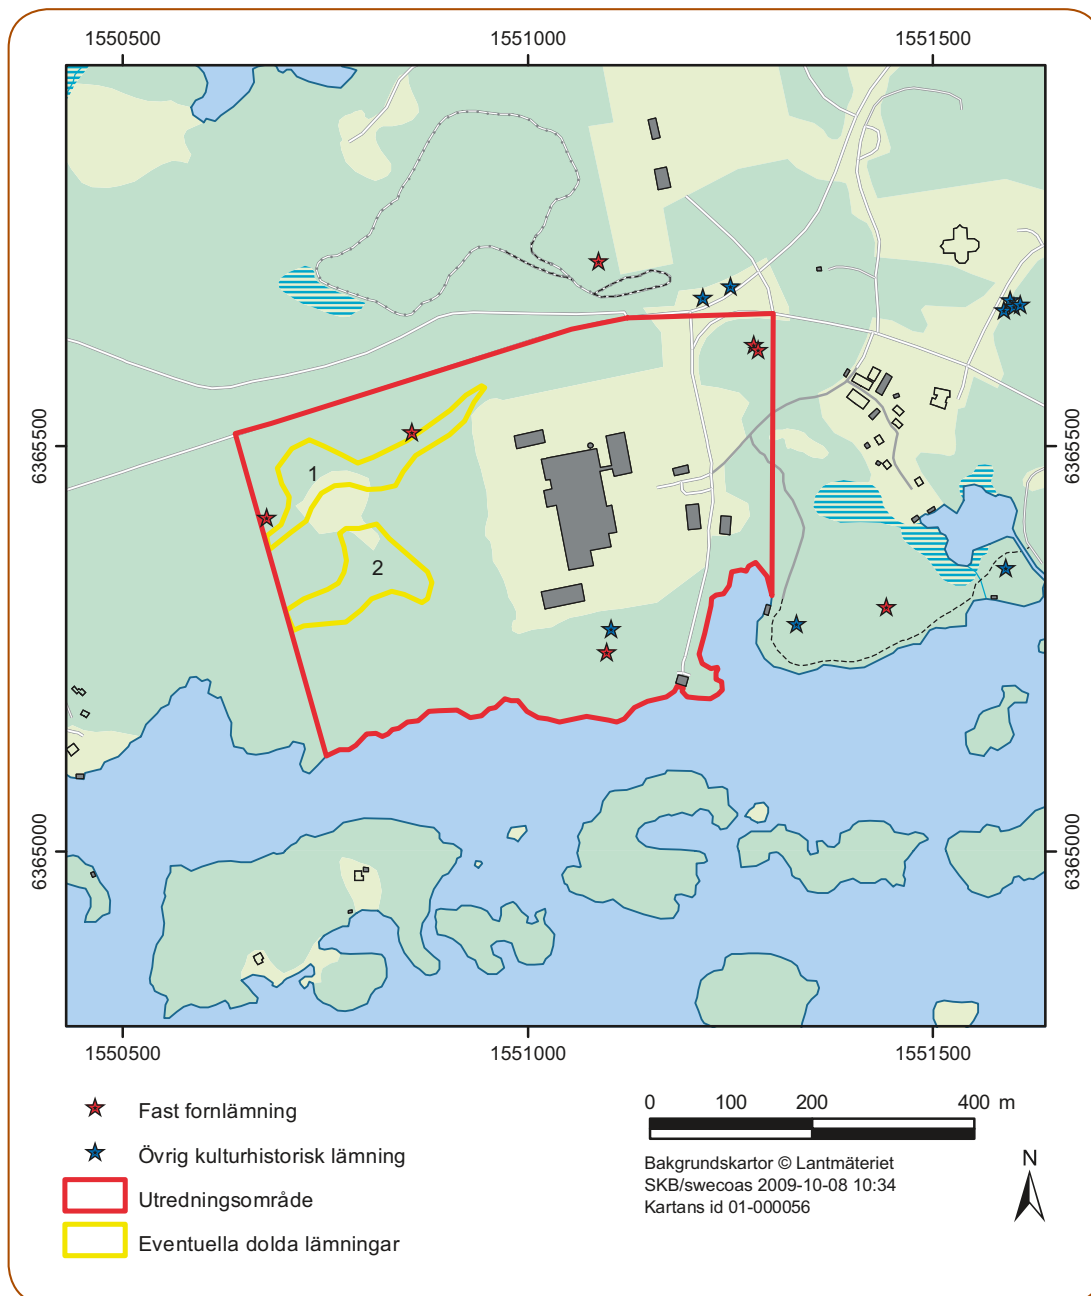 1550500 1551000 1551500
6365500 6365500
1
2
6365000 6365000
1550500 1551000 1551500
Fast fornlämning
Övrig kulturhistorisk lämning
Utredningsområde
Eventuella dolda lämningar
0 100 200 400 m
Bakgrundskartor © Lantmäteriet
SKB/swecoas 2009-10-08 10:34
Kartans id 01-000056
N